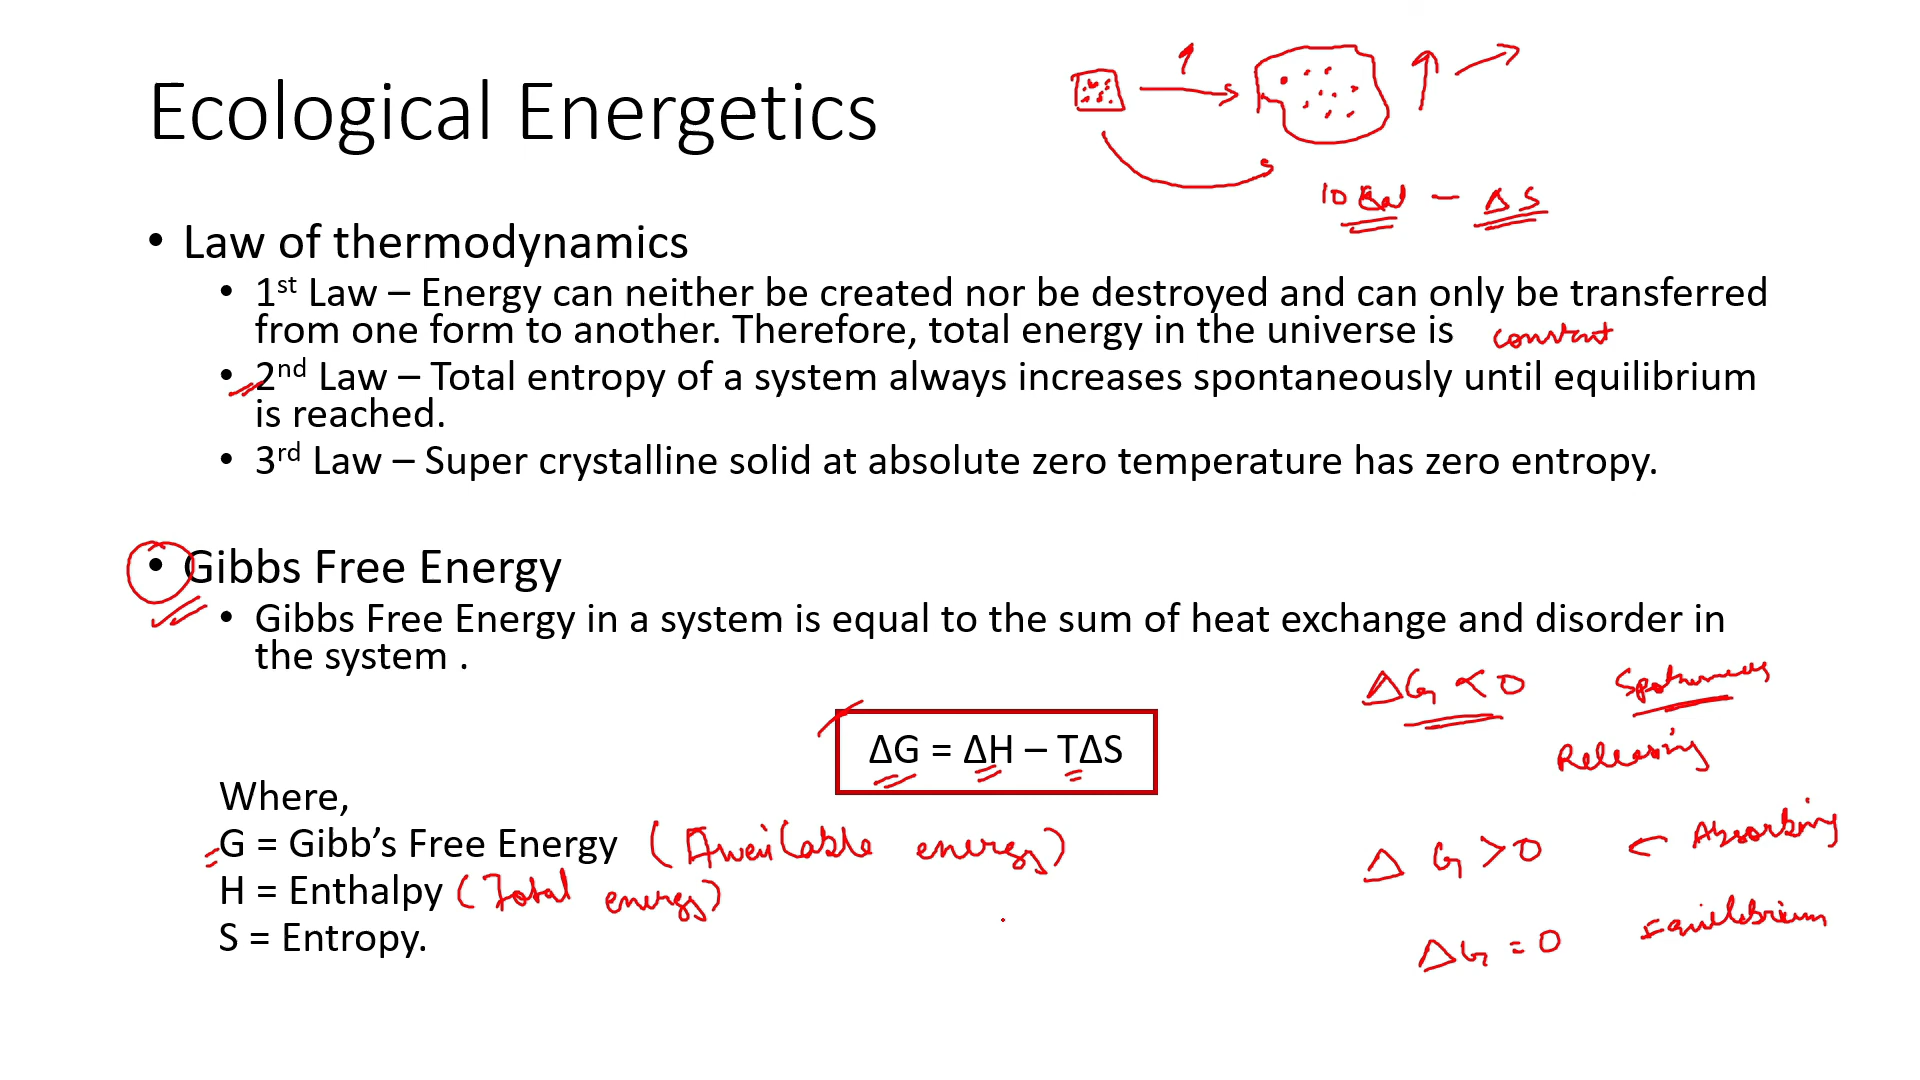 Ecological Energetics
10 Cal – ΔS
• Law of thermodynamics
• 1st Law – Energy can neither be created nor be destroyed and can only be transferred
from one form to another. Therefore, total energy in the universe is constant
• 2nd Law – Total entropy of a system always increases spontaneously until equilibrium
is reached.
• 3rd Law – Super crystalline solid at absolute zero temperature has zero entropy.
• Gibbs Free Energy
• Gibbs Free Energy in a system is equal to the sum of heat exchange and disorder in
the system .
ΔG < 0
Releasing
ΔG = ΔH – TΔS
Where,
G = Gibb’s Free Energy (Available energy)
ΔG > 0 Absorbing
H = Enthalpy (Total energy)
S = Entropy.
ΔG = 0 Equilibrium